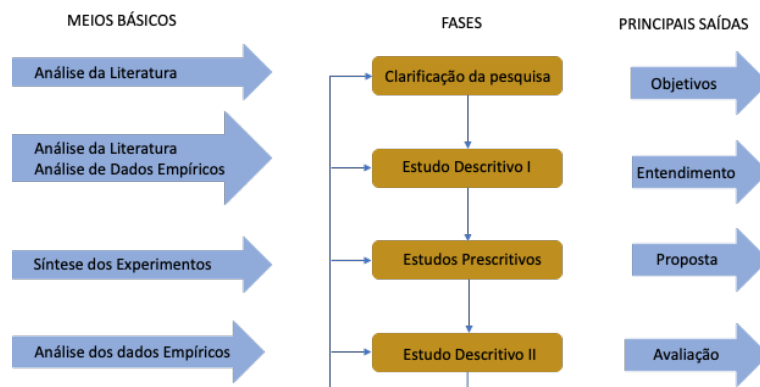 MEIOS BÁSICOS
FASES
PRINCIPAIS SAÍDAS
Análise da Literatura
Clarificação da pesquisa
Objetivos
Análise da Literatura
Análise de Dados Empíricos
Estudo Descritivo I
Entendimento
Síntese dos Experimentos
Estudos Prescritivos
Proposta
Análise dos dados Empíricos
Estudo Descritivo II
Avaliação